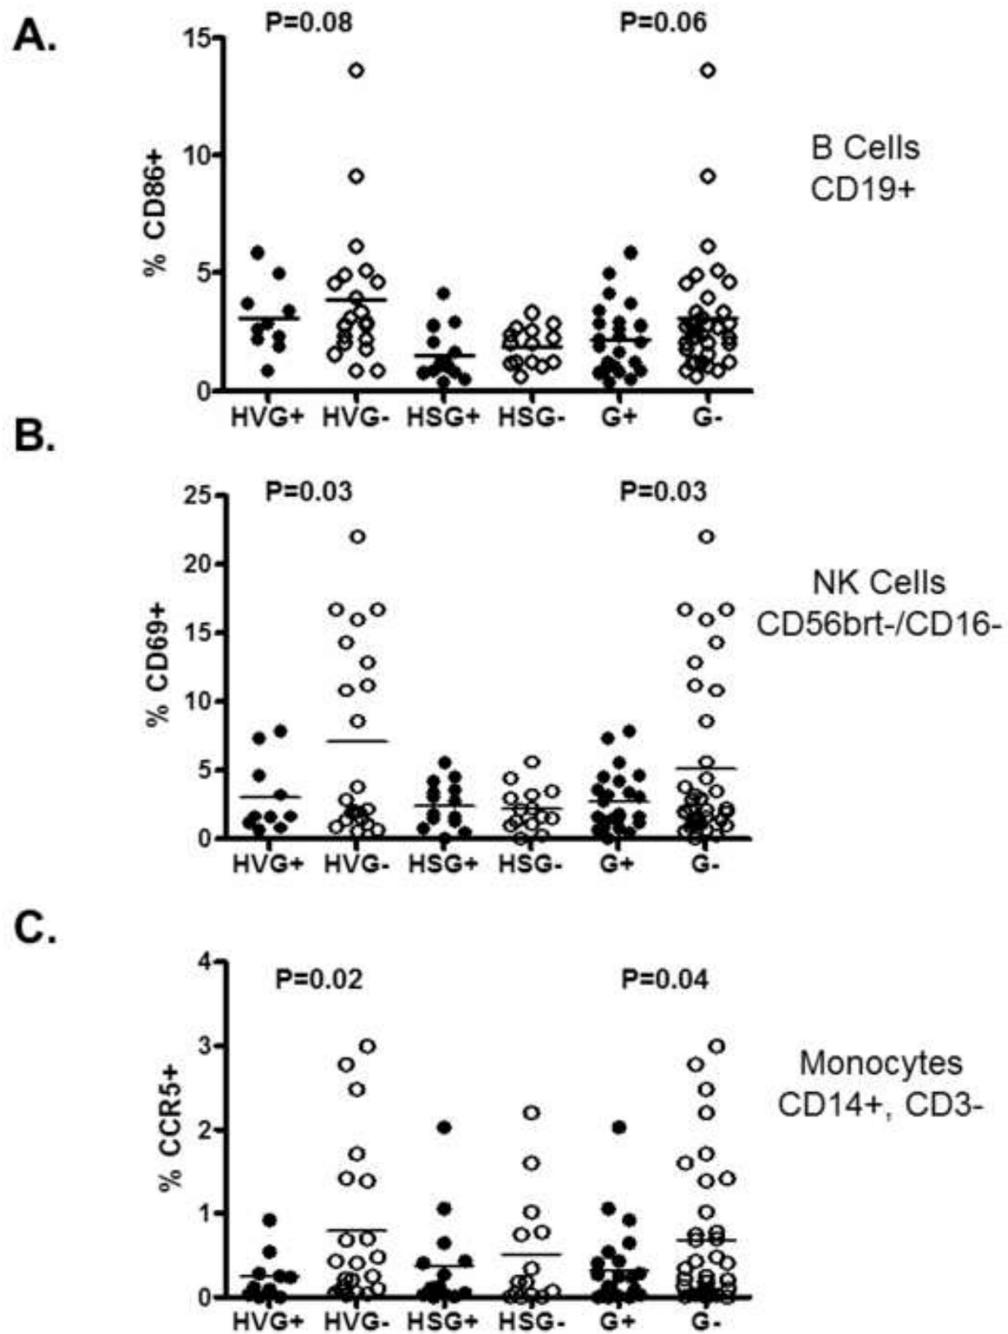 A.
P=0.08
P=0.06
15
10
5
0
% CD86+
B Cells
CD19+
HVG+ HVG- HSG+ HSG- G+ G-
B.
P=0.03
P=0.03
25
20
15
10
5
0
% CD69+
NK Cells
CD56brt-/CD16-
HVG+ HVG- HSG+ HSG- G+ G-
C.
P=0.02
P=0.04
4
3
2
1
0
% CCR5+
Monocytes
CD14+, CD3-
HVG+ HVG- HSG+ HSG- G+ G-